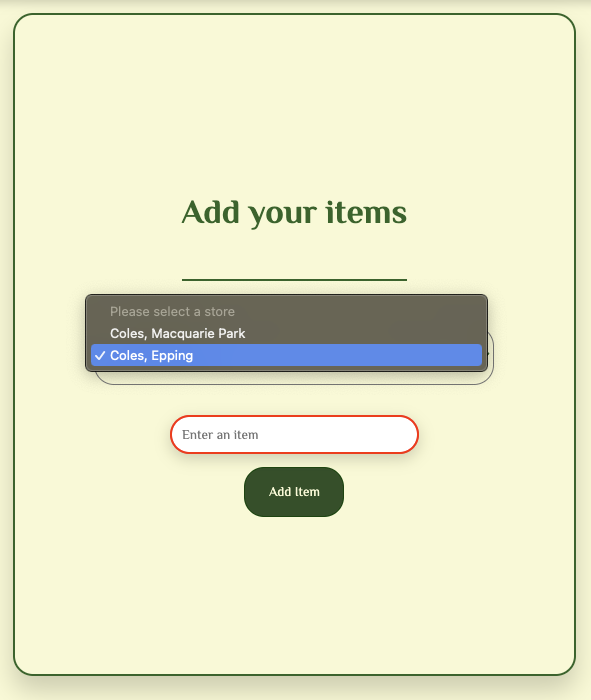 Add your items
Please select a store
Coles, Macquarie Park
✓ Coles, Epping
Enter an item
Add Item